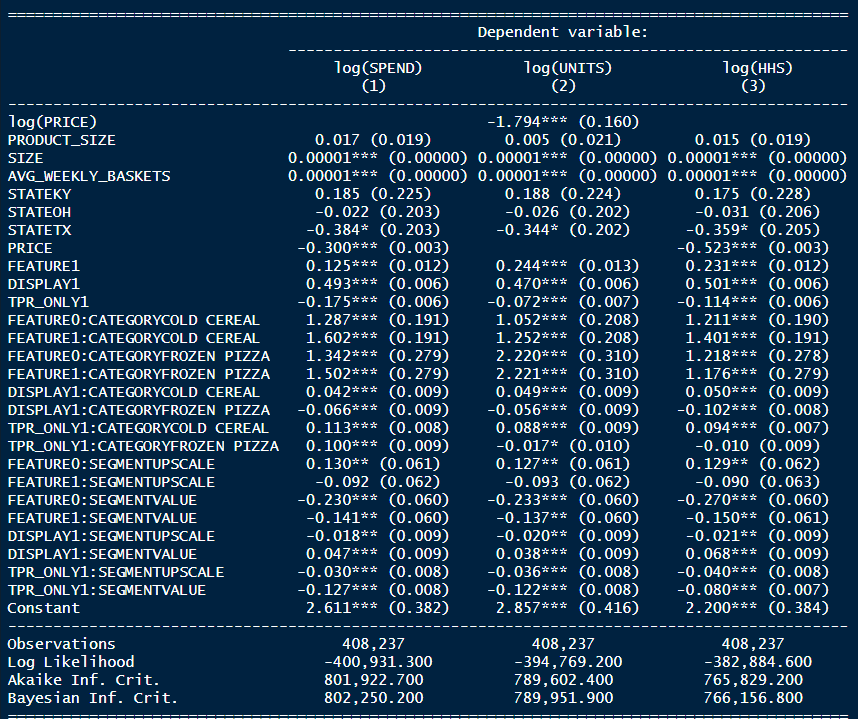 Dependent variable:
log(SPEND) log(UNITS) log(HHS)
(1) (2) (3)
log(PRICE) -1.794*** (0.160)
PRODUCT_SIZE 0.017 (0.019) 0.005 (0.021) 0.015 (0.019)
SIZE 0.00001*** (0.00000) 0.00001*** (0.00000) 0.00001*** (0.00000)
AVG_WEEKLY_BASKETS 0.00001*** (0.00000) 0.00001*** (0.00000) 0.00001*** (0.00000)
STATEKY 0.185 (0.225) 0.188 (0.224) 0.175 (0.228)
STATEOH -0.022 (0.203) -0.026 (0.202) -0.031 (0.206)
STATETX -0.384* (0.203) -0.344* (0.202) -0.359* (0.205)
PRICE -0.300*** (0.003) -0.523*** (0.003)
FEATURE1 0.125*** (0.012) 0.244*** (0.013) 0.231*** (0.012)
DISPLAY1 0.493*** (0.006) 0.470*** (0.006) 0.501*** (0.006)
TPR_ONLY1 -0.175*** (0.006) -0.072*** (0.007) -0.114*** (0.006)
FEATURE0:CATEGORYCOLD CEREAL 1.287*** (0.191) 1.052*** (0.208) 1.211*** (0.190)
FEATURE1:CATEGORYCOLD CEREAL 1.602*** (0.191) 1.252*** (0.208) 1.401*** (0.191)
FEATURE0:CATEGORYFROZEN PIZZA 1.342*** (0.279) 2.220*** (0.310) 1.218*** (0.278)
FEATURE1:CATEGORYFROZEN PIZZA 1.502*** (0.279) 2.221*** (0.310) 1.176*** (0.279)
DISPLAY1:CATEGORYCOLD CEREAL 0.042*** (0.009) 0.049*** (0.009) 0.050*** (0.009)
DISPLAY1:CATEGORYFROZEN PIZZA -0.066*** (0.009) -0.056*** (0.009) -0.102*** (0.008)
TPR_ONLY1:CATEGORYCOLD CEREAL 0.113*** (0.008) 0.088*** (0.009) 0.094*** (0.007)
TPR_ONLY1:CATEGORYFROZEN PIZZA 0.100*** (0.009) -0.017* (0.010) -0.010 (0.009)
FEATURE0:SEGMENTUPSCALE 0.130** (0.061) 0.127** (0.061) 0.129** (0.062)
FEATURE1:SEGMENTUPSCALE -0.092 (0.062) -0.093 (0.062) -0.090 (0.063)
FEATURE0:SEGMENTVALUE -0.230*** (0.060) -0.233*** (0.060) -0.270*** (0.060)
FEATURE1:SEGMENTVALUE -0.141** (0.060) -0.137** (0.060) -0.150** (0.061)
DISPLAY1:SEGMENTUPSCALE -0.018** (0.009) -0.020** (0.009) -0.021** (0.009)
DISPLAY1:SEGMENTVALUE 0.047*** (0.009) 0.038*** (0.009) 0.068*** (0.009)
TPR_ONLY1:SEGMENTUPSCALE -0.030*** (0.008) -0.036*** (0.008) -0.040*** (0.008)
TPR_ONLY1:SEGMENTVALUE -0.127*** (0.008) -0.122*** (0.008) -0.080*** (0.007)
Constant 2.611*** (0.382) 2.857*** (0.416) 2.200*** (0.384)
Observations 408,237 408,237 408,237
Log Likelihood -400,931.300 -394,769.200 -382,884.600
Akaike Inf. Crit. 801,922.700 789,602.400 765,829.200
Bayesian Inf. Crit. 802,250.200 789,951.900 766,156.800